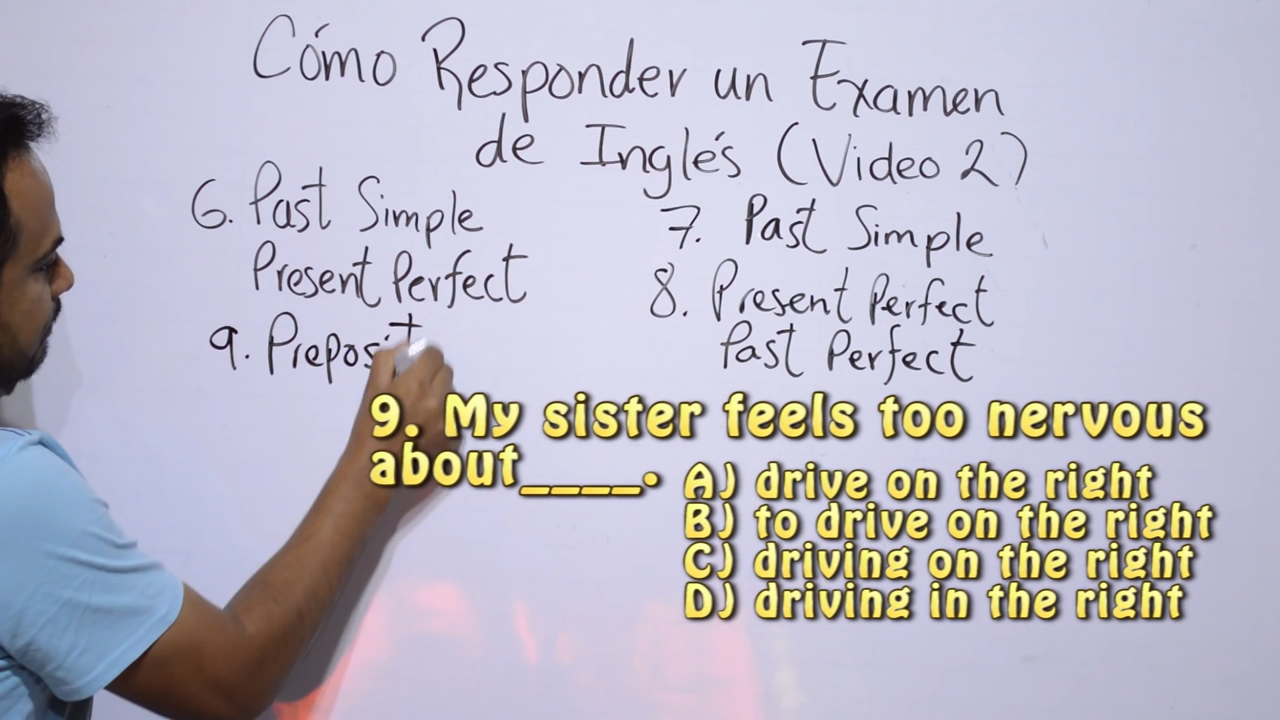 Cómo Responder un Examen
de Inglés (Video 2)
6. Past Simple
Present Perfect
7. Past Simple
8. Present Perfect
Past Perfect
9. Preposit
9. My sister feels too nervous
about____.
A) drive on the right
B) to drive on the right
C) driving on the right
D) driving in the right